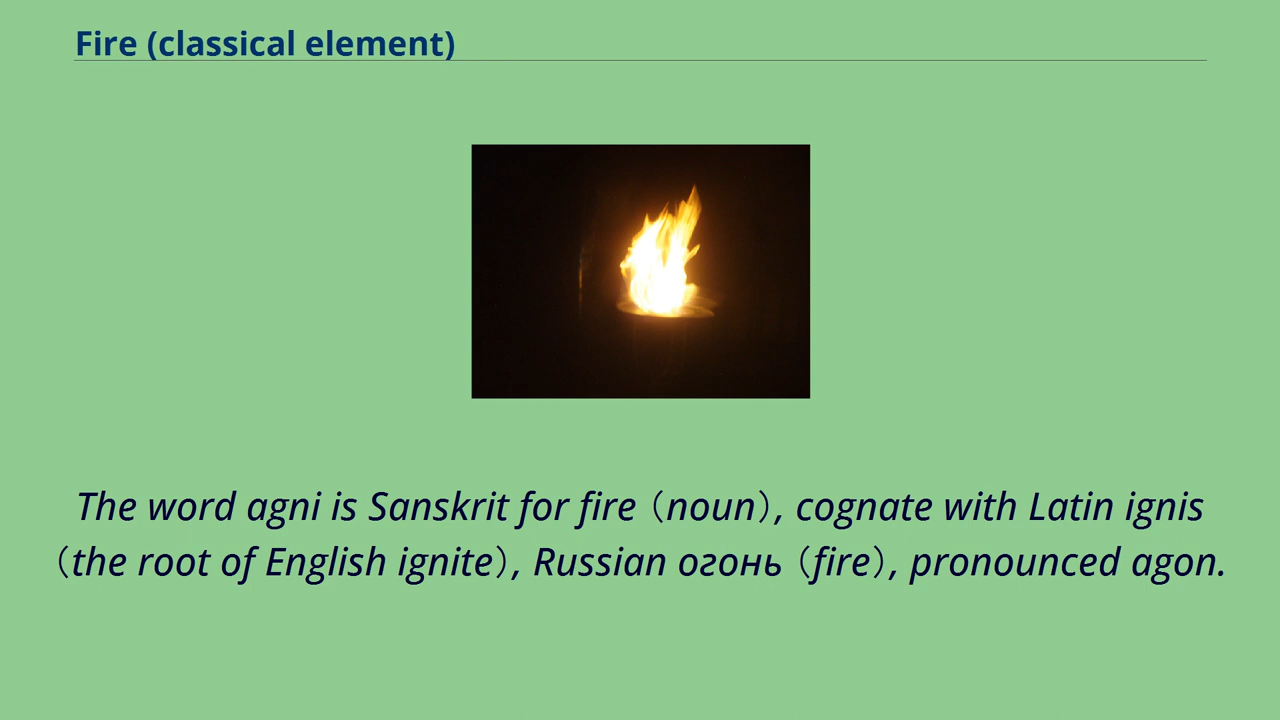 Fire (classical element)
The word agni is Sanskrit for fire（noun）, cognate with Latin ignis
（the root of English ignite）, Russian огонь（fire）, pronounced agon.